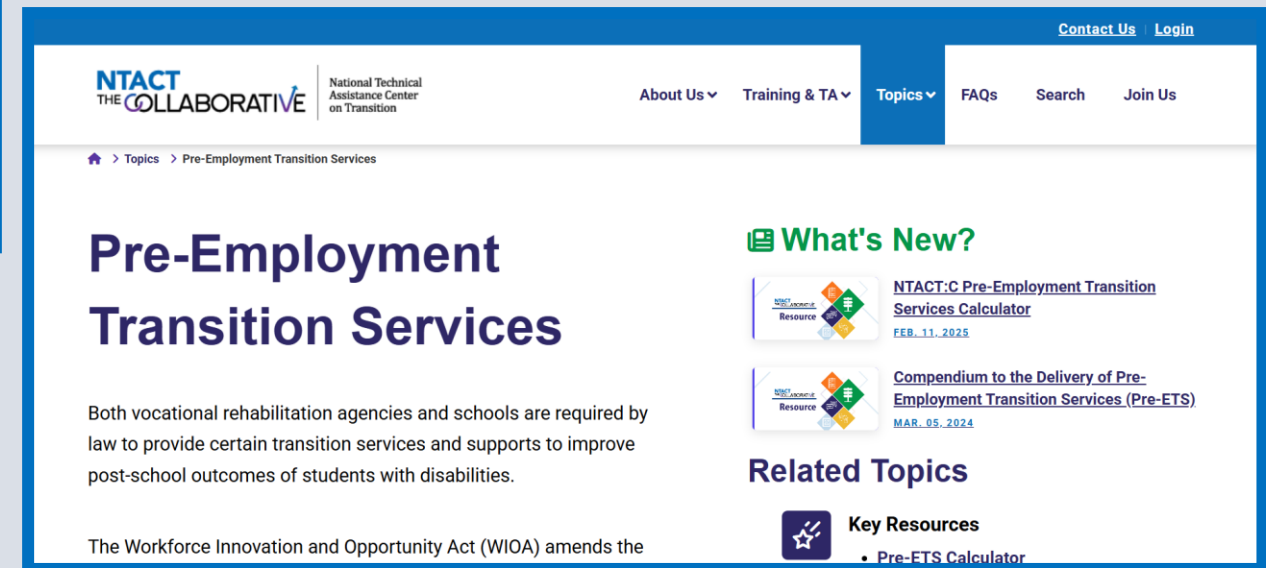 Contact Us | Login
NTACT
THE COLLABORATIVE
National Technical
Assistance Center
on Transition
About Us
Training & TA
Topics
FAQs
Search
Join Us
> Topics > Pre-Employment Transition Services
Pre-Employment
Transition Services
Both vocational rehabilitation agencies and schools are required by
law to provide certain transition services and supports to improve
post-school outcomes of students with disabilities.
The Workforce Innovation and Opportunity Act (WIOA) amends the
What's New?
Resource
NTACT:C Pre-Employment Transition
Services Calculator
FEB. 11, 2025
Resource
Compendium to the Delivery of Pre-
Employment Transition Services (Pre-ETS)
MAR. 05, 2024
Related Topics
Key Resources
• Pre-ETS Calculator